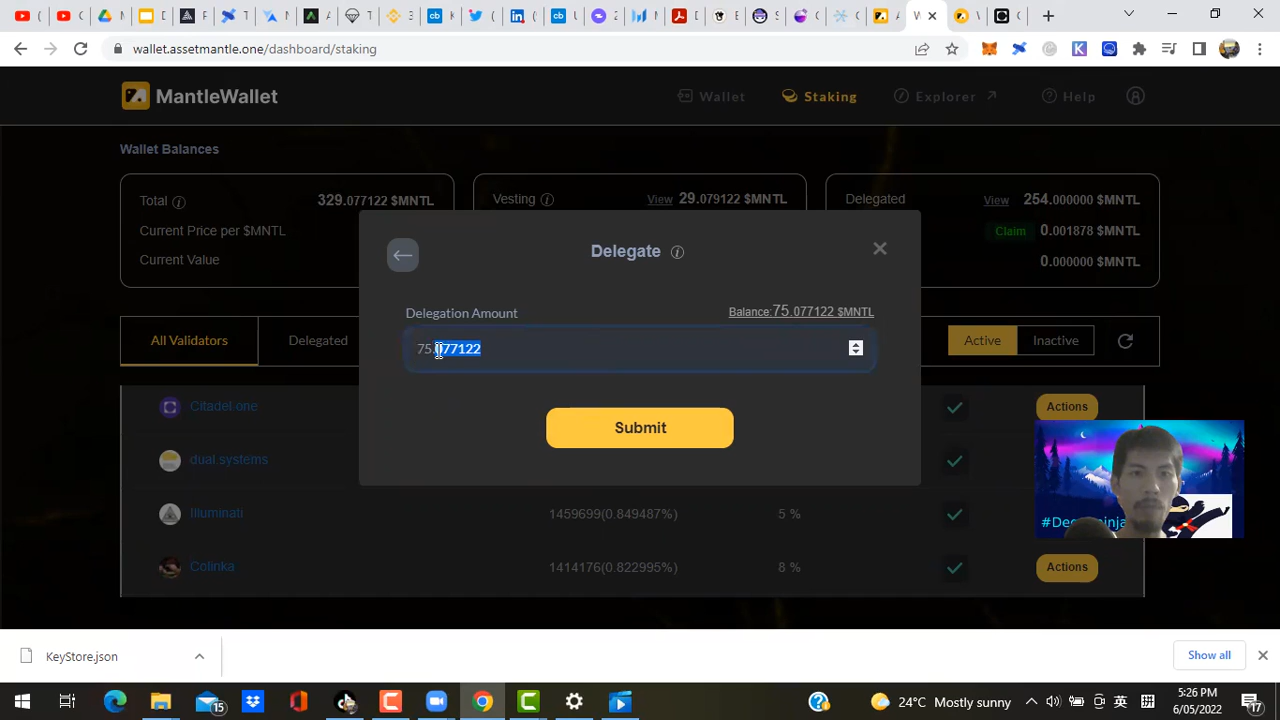 wallet.assetmantle.one/dashboard/staking
MantleWallet
Wallet
Staking
Explorer
Help
Wallet Balances
Total
329.077122 $MNTL
Current Price per $MNTL
Current Value
Vesting
View
29.079122 $MNTL
Delegated
View
254.000000 $MNTL
Claim
0.001878 $MNTL
0.000000 $MNTL
Delegate
Delegation Amount
Balance:75.077122 $MNTL
75.077122
Submit
All Validators
Delegated
Active
Inactive
Citadel.one
Actions
dual.systems
Illuminati
1459699(0.849487%)
5 %
Colinka
1414176(0.822995%)
8 %
Actions
KeyStore.json
Show all
15
24°C Mostly sunny
英
拼
5:26 PM
6/05/2022
17